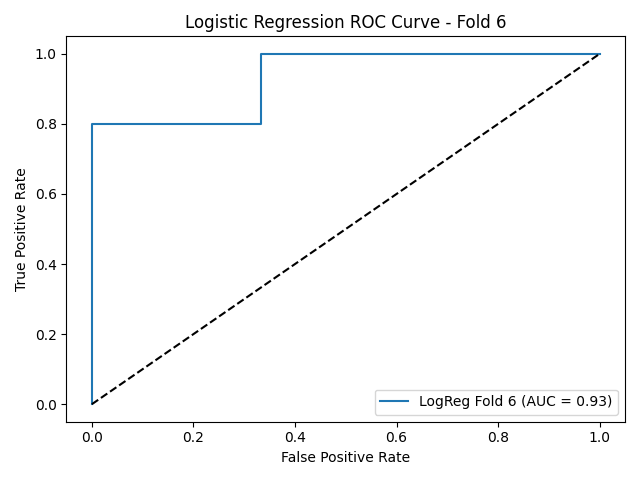 Logistic Regression ROC Curve - Fold 6
True Positive Rate
1.0
0.8
0.6
0.4
0.2
0.0
LogReg Fold 6 (AUC = 0.93)
0.0 0.2 0.4 0.6 0.8 1.0
False Positive Rate